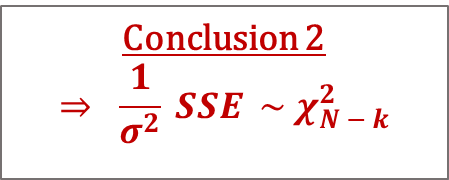 Conclusion 2
⇒ 1/σ² SSE ~ χ²_{N − k}